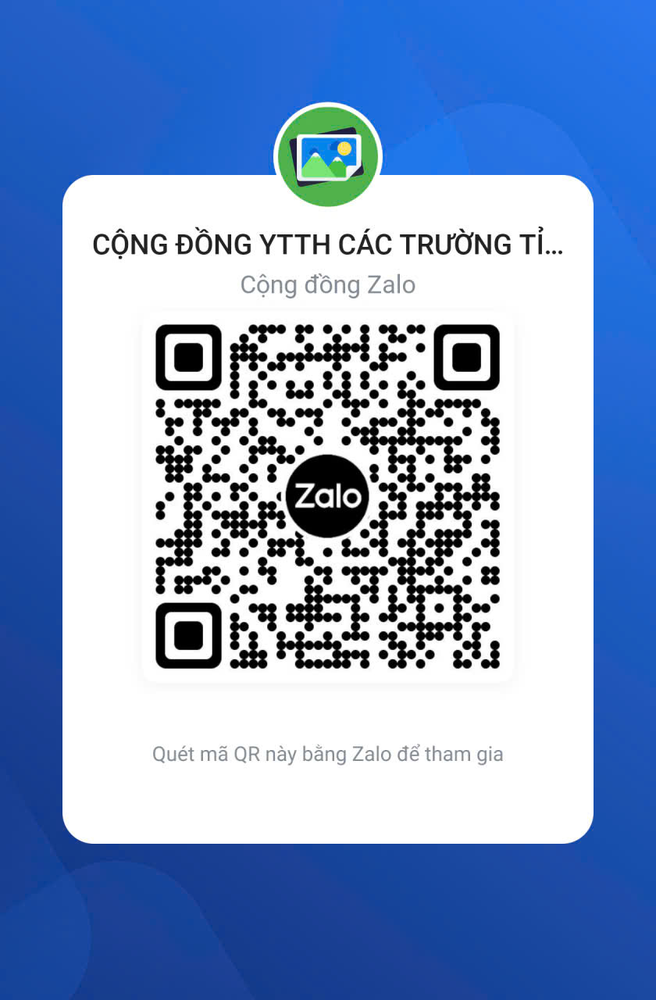 CỘNG ĐỒNG YTTH CÁC TRƯỜNG TỈ...
Cộng đồng Zalo
Zalo
Quét mã QR này bằng Zalo để tham gia